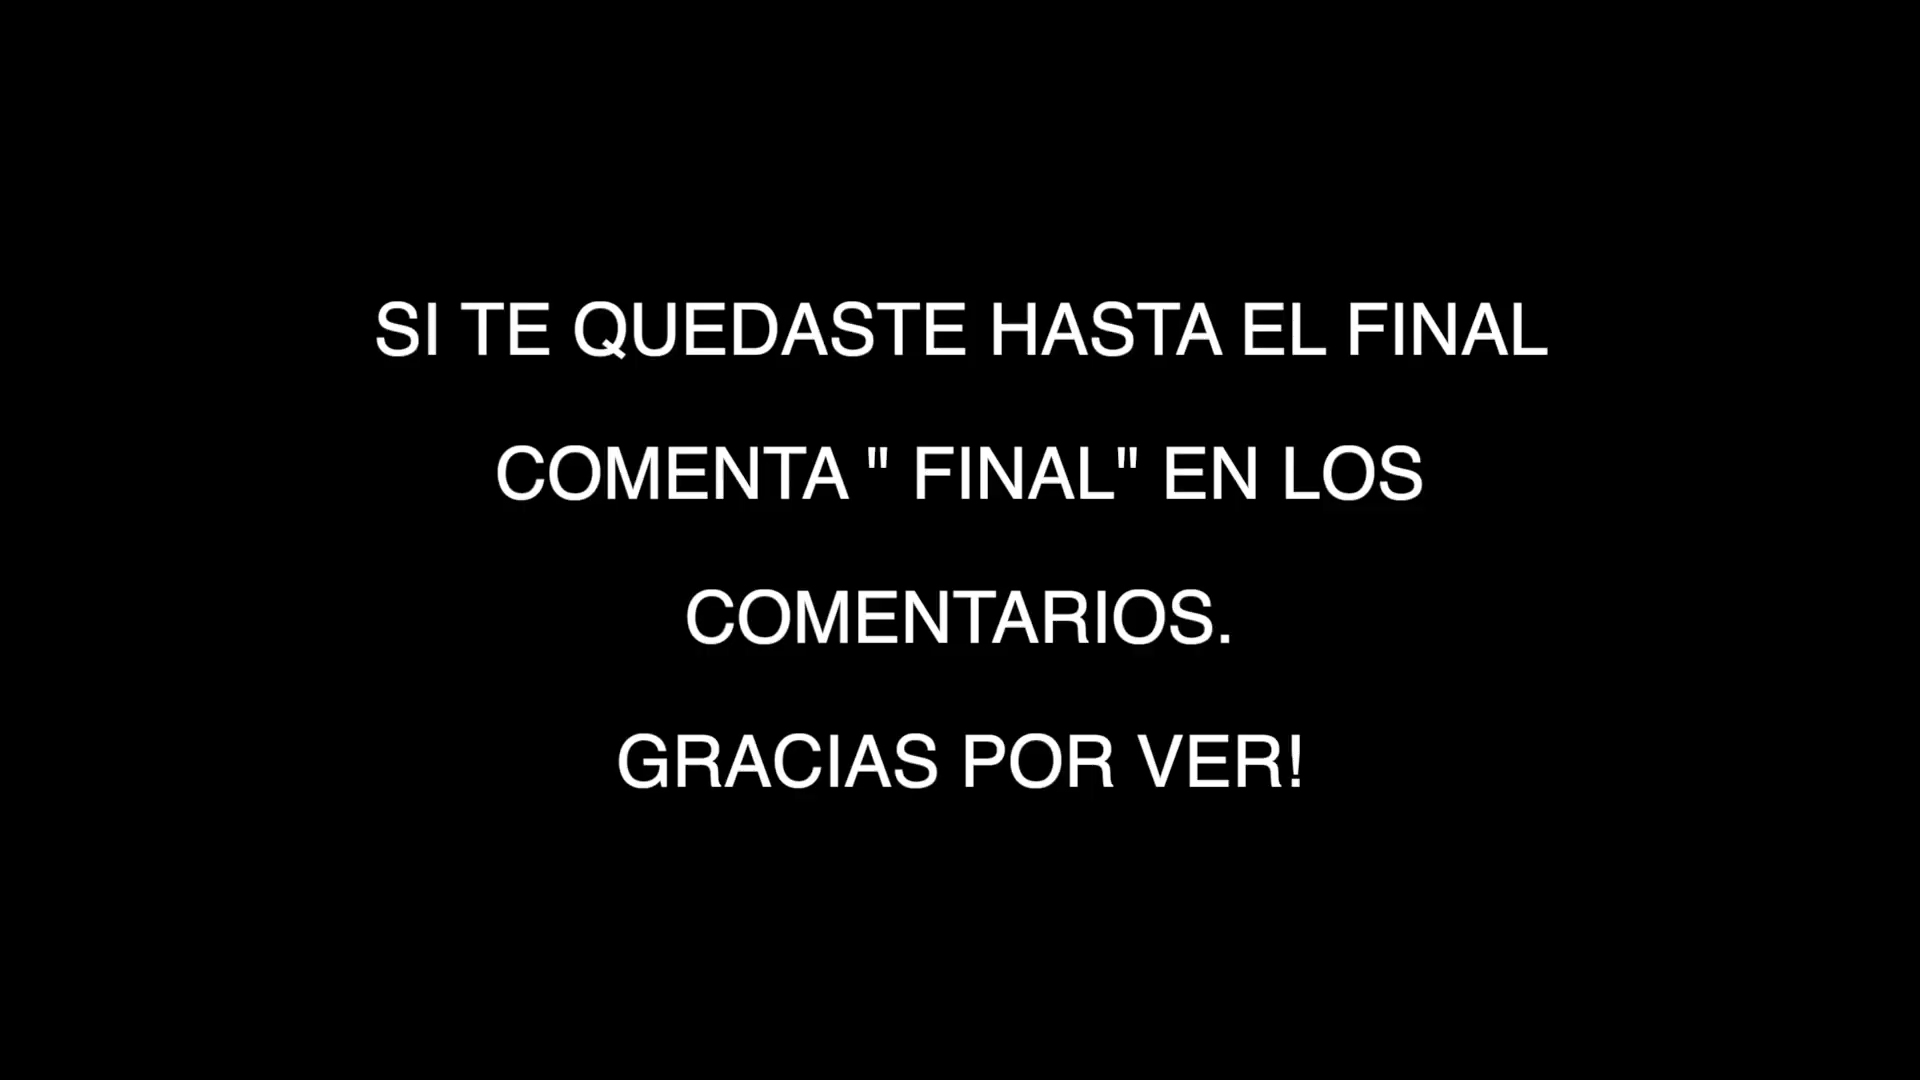 SI TE QUEDASTE HASTA EL FINAL
COMENTA " FINAL" EN LOS
COMENTARIOS.
GRACIAS POR VER!